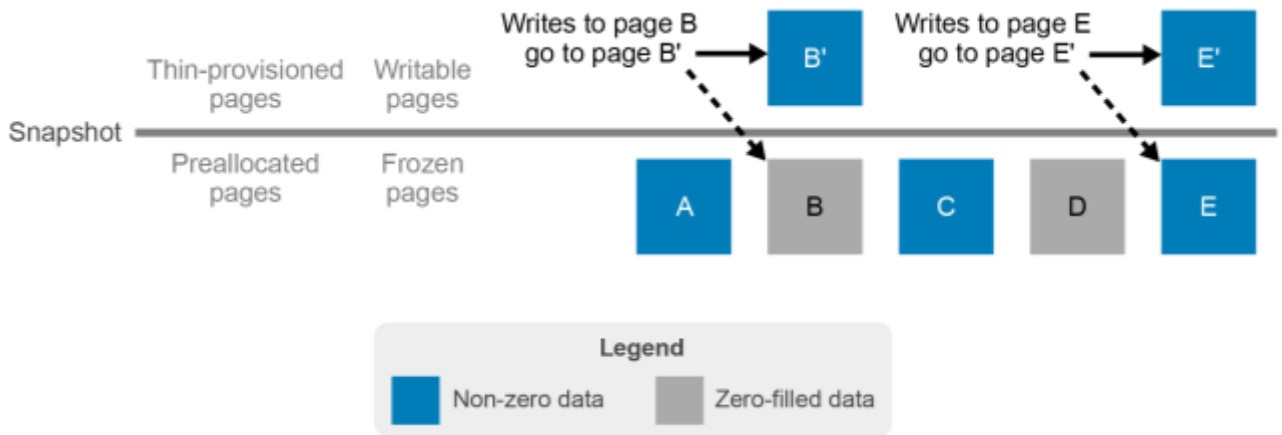 Writes to page B
go to page B'
B'
Writes to page E
go to page E'
E'
Thin-provisioned
pages
Writable
pages
Snapshot
Preallocated
pages
Frozen
pages
A
B
C
D
E
Legend
Non-zero data
Zero-filled data